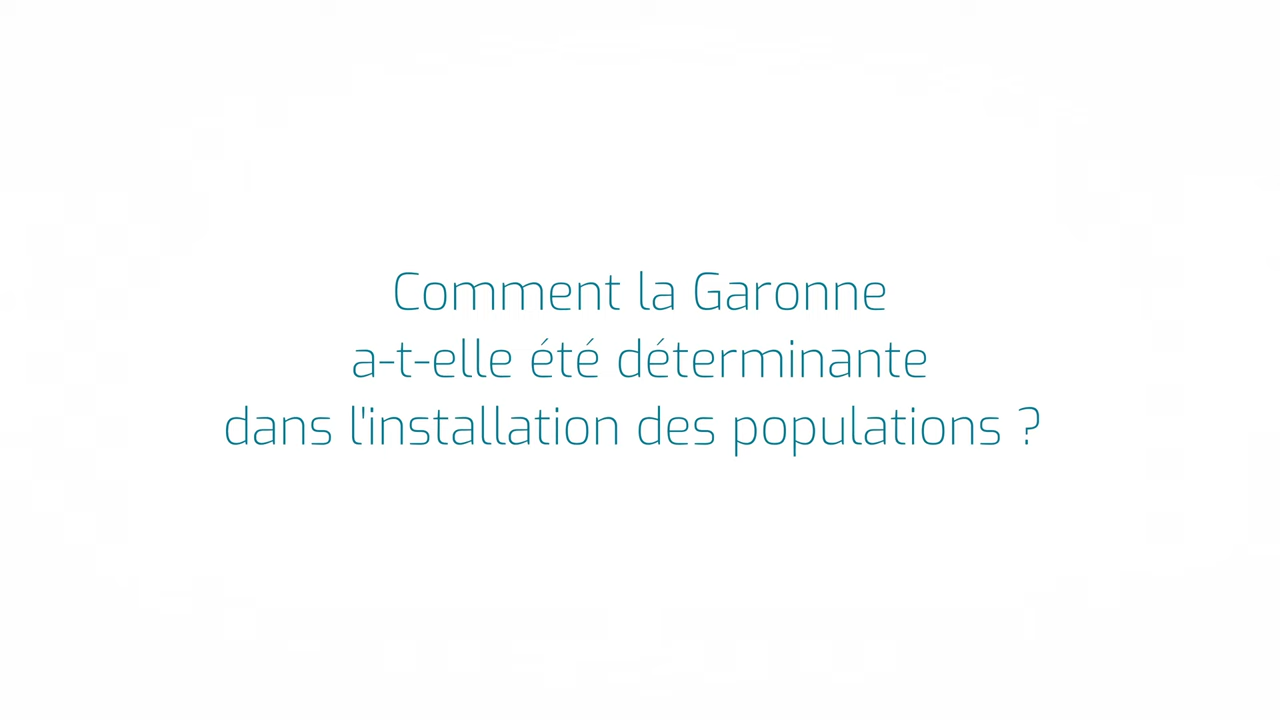 Comment la Garonne
a-t-elle été déterminante
dans l'installation des populations ?